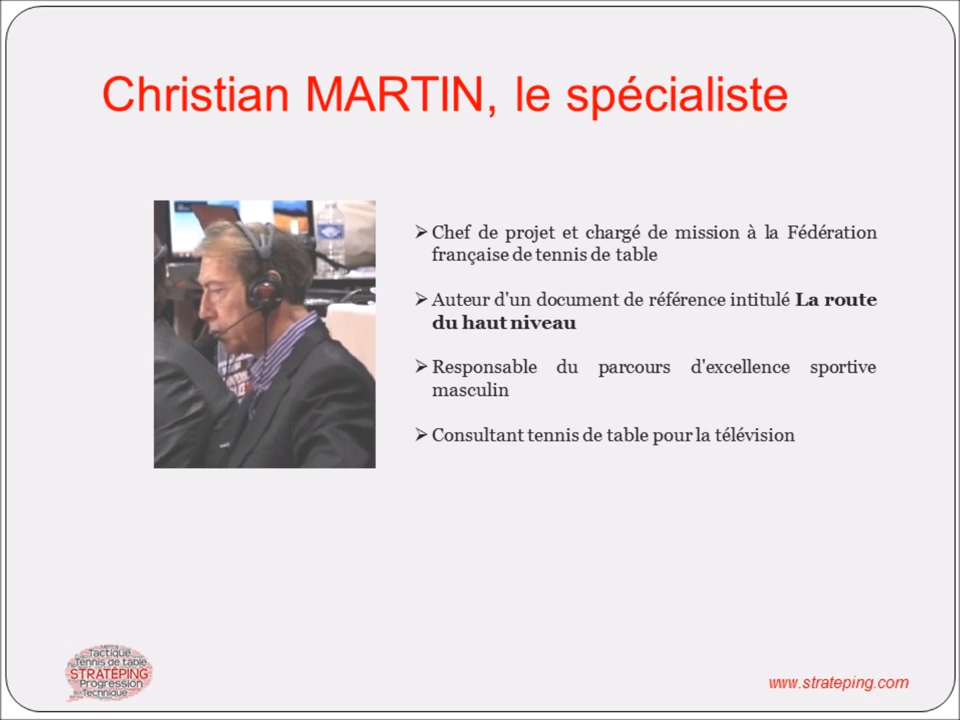 Christian MARTIN, le spécialiste
➢ Chef de projet et chargé de mission à la Fédération
française de tennis de table
➢ Auteur d'un document de référence intitulé La route
du haut niveau
➢ Responsable du parcours d'excellence sportive
masculin
➢ Consultant tennis de table pour la télévision
Tactique
Tennis de table
STRATÉPING
Progression
Technique
www.strateping.com